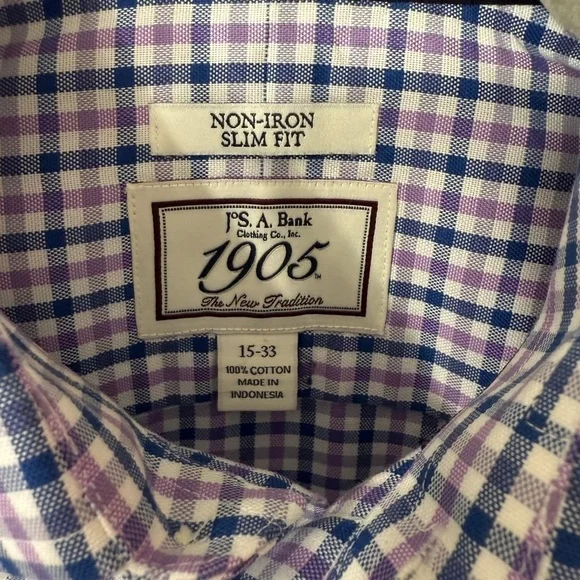 NON-IRON
SLIM FIT
JoS. A. Bank
Clothing Co., Inc.
1905™
The New Tradition
15-33
100% COTTON
MADE IN
INDONESIA